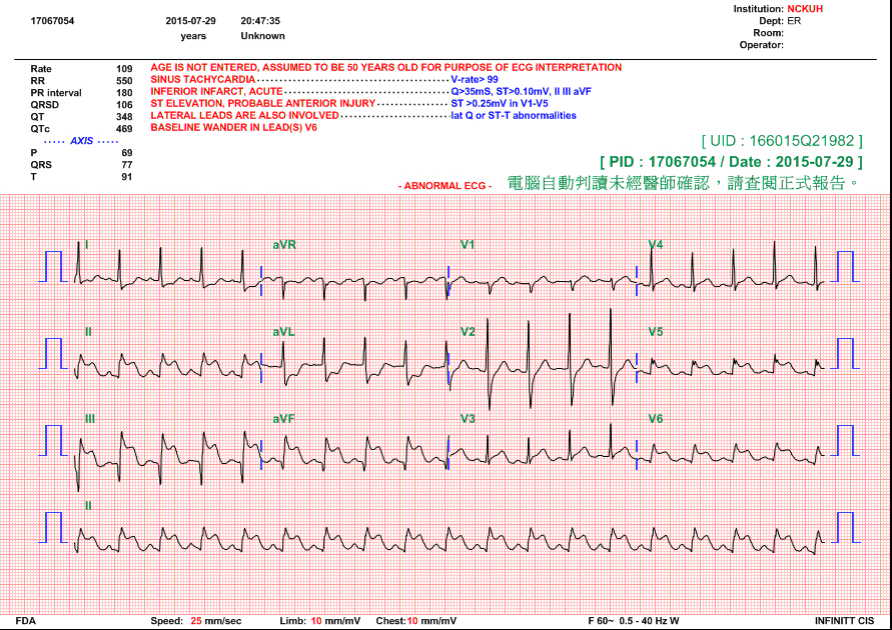 Institution: NCKUH
17067054 2015-07-29 20:47:35 Dept: ER
years Unknown Room:
Operator:
Rate 109 AGE IS NOT ENTERED, ASSUMED TO BE 50 YEARS OLD FOR PURPOSE OF ECG INTERPRETATION
RR 550 SINUS TACHYCARDIA - - - - - - - - - - V-rate> 99
PR interval 180 INFERIOR INFARCT, ACUTE - - - - - - - - - - Q>35mS, ST>0.10mV, II III aVF
QRSD 106 ST ELEVATION, PROBABLE ANTERIOR INJURY - - - - - - - - - - ST >0.25mV in V1-V5
QT 348 LATERAL LEADS ARE ALSO INVOLVED - - - - - - - - - - lat Q or ST-T abnormalities
QTc 469 BASELINE WANDER IN LEAD(S) V6
----- AXIS -----
[ UID : 166015Q21982 ]
P 69
QRS 77 [ PID : 17067054 / Date : 2015-07-29 ]
T 91
- ABNORMAL ECG - 電腦自動判讀未經醫師確認，請查閱正式報告。
I aVR V1 V4
II aVL V2 V5
III aVF V3 V6
II
FDA Speed: 25 mm/sec Limb: 10 mm/mV Chest:10 mm/mV F 60~ 0.5 - 40 Hz W INFINITT CIS